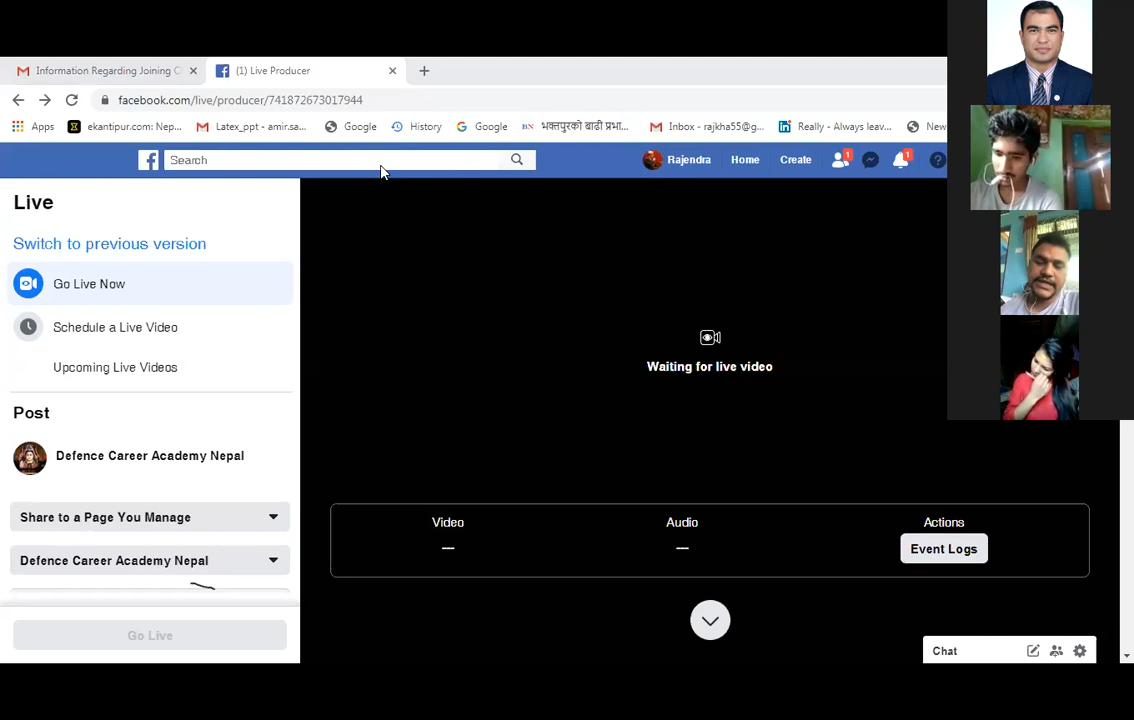 Information Regarding Joining C
(1) Live Producer
facebook.com/live/producer/741872673017944
Apps
ekantipur.com: Nep...
Latex_ppt - amir.sa...
Google
History
Google
भक्तपुरको बाढी प्रभा...
Inbox - rajkha55@g...
Really - Always leav...
New
Search
Rajendra
Home
Create
1
1
Live
Switch to previous version
Go Live Now
Schedule a Live Video
Upcoming Live Videos
Waiting for live video
Post
Defence Career Academy Nepal
Share to a Page You Manage
Video
Audio
Actions
Event Logs
Defence Career Academy Nepal
Go Live
Chat